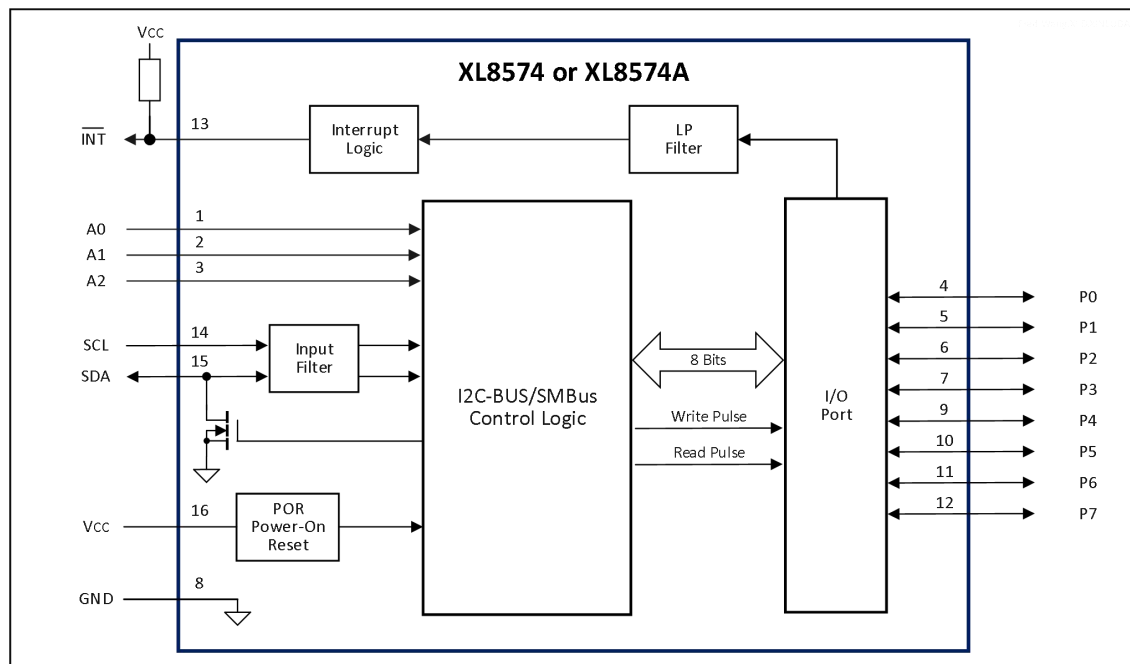 Vcc
XL8574 or XL8574A
INT
13
Interrupt
Logic
LP
Filter
A0
1
A1
2
A2
3
SCL
14
SDA
15
Input
Filter
I2C-BUS/SMBus
Control Logic
8 Bits
Write Pulse
Read Pulse
I/O
Port
4
P0
5
P1
6
P2
7
P3
9
P4
10
P5
11
P6
12
P7
Vcc
16
POR
Power-On
Reset
GND
8